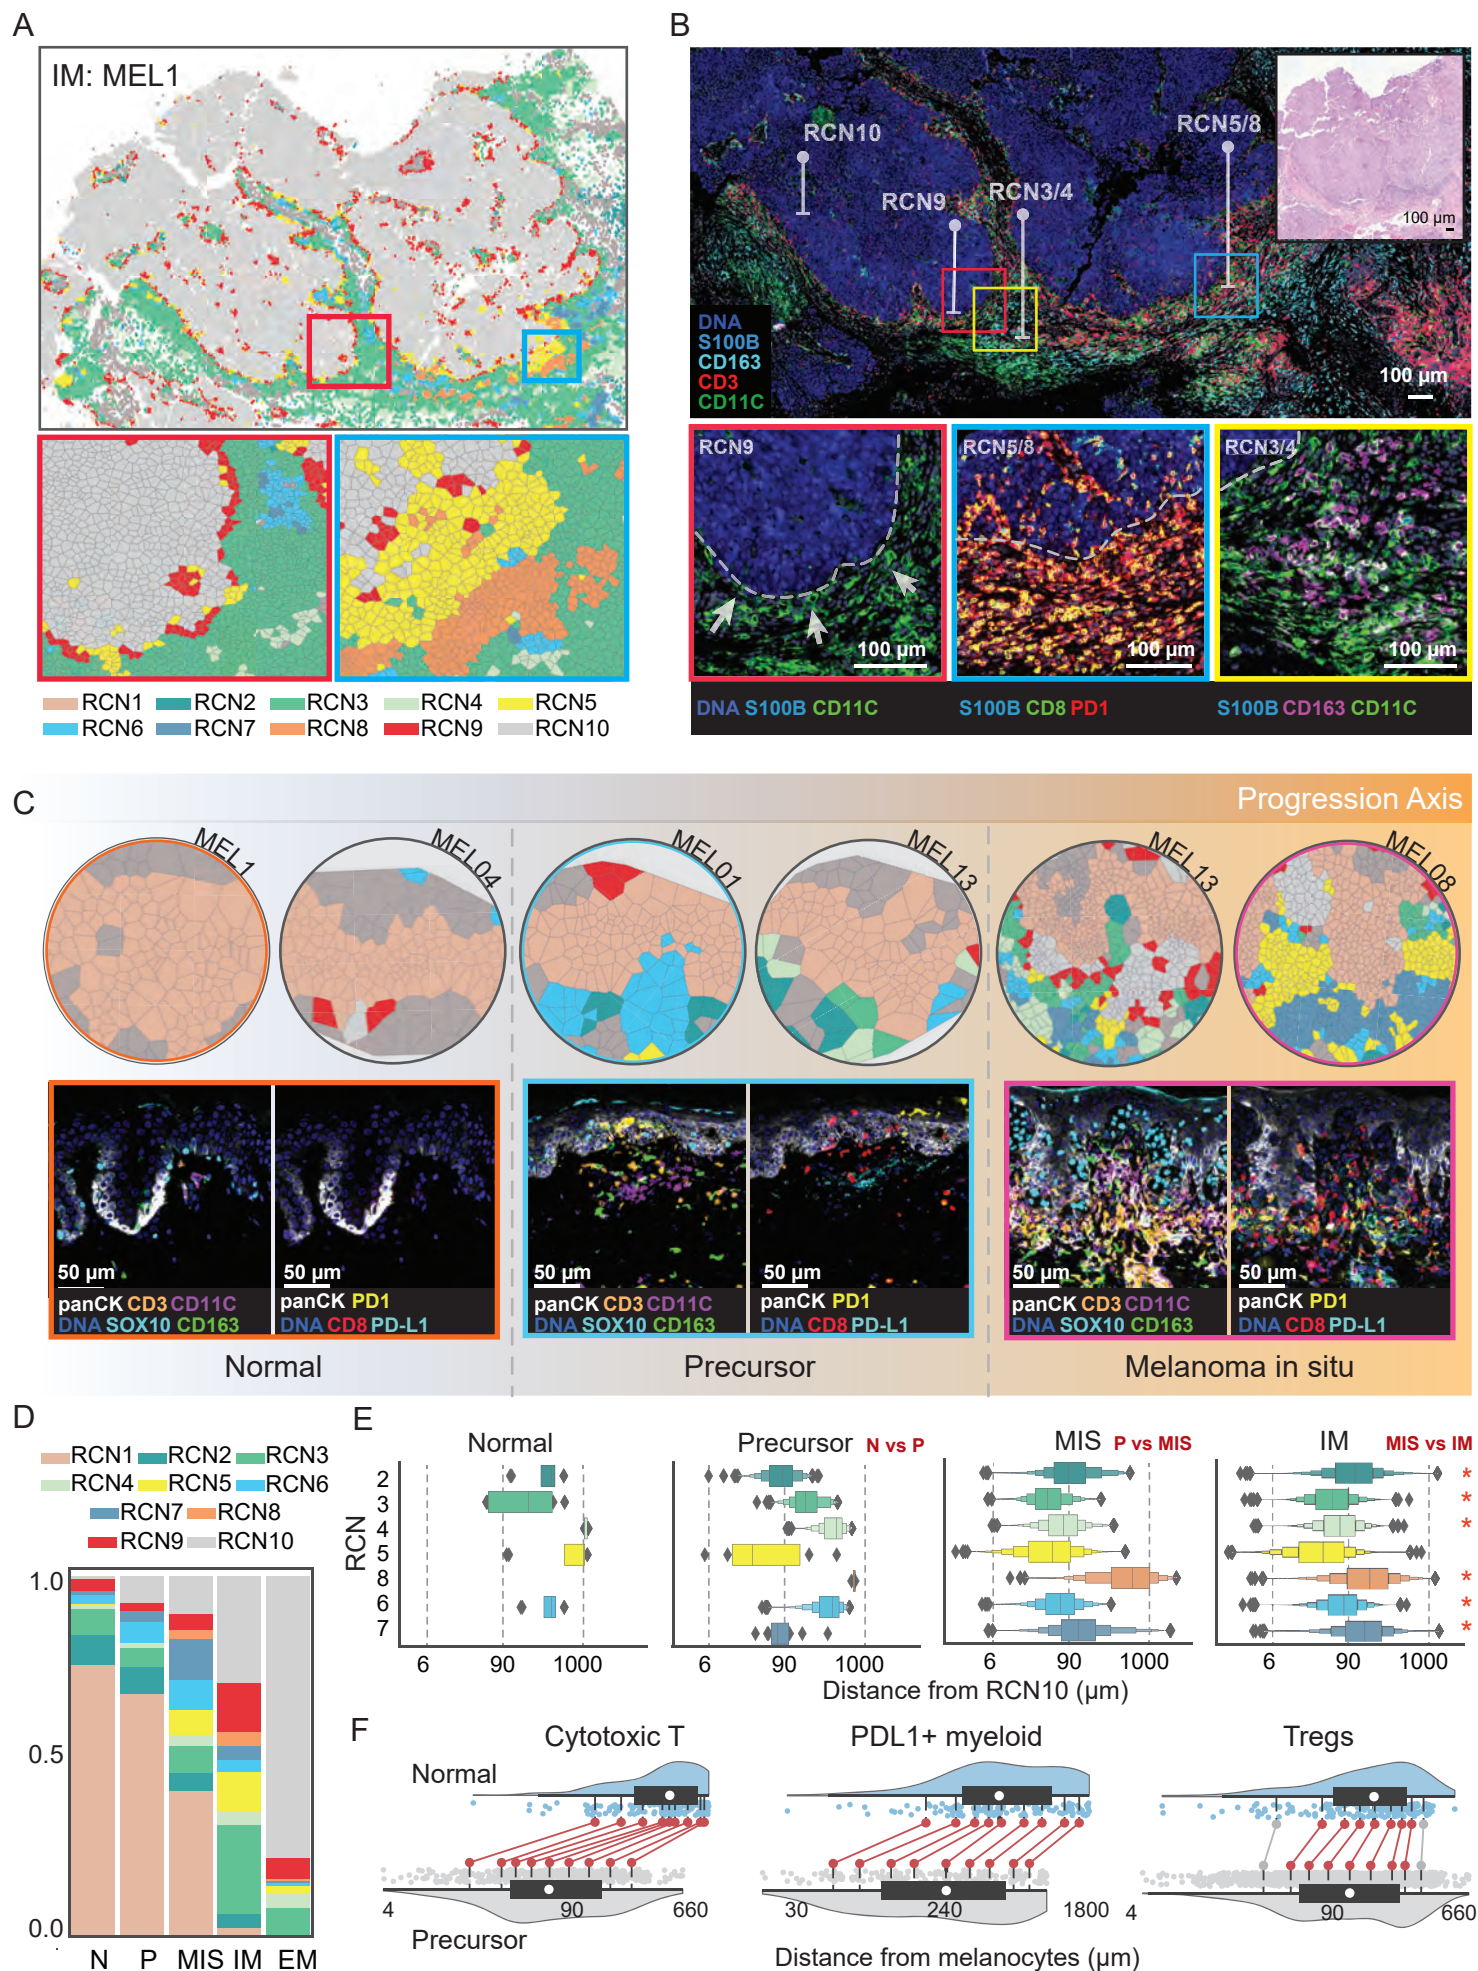 A
IM: MEL1
RCN1 RCN2 RCN3 RCN4 RCN5
RCN6 RCN7 RCN8 RCN9 RCN10
B
RCN10
RCN5/8
RCN9
RCN3/4
100 µm
DNA
S100B
CD163
CD3
CD11C
100 µm
RCN9
100 µm
RCN5/8
100 µm
RCN3/4
100 µm
DNA S100B CD11C
S100B CD8 PD1
S100B CD163 CD11C
C
Progression Axis
MEL1
MEL04
MEL01
MEL13
MEL13
MEL08
50 µm
panCK CD3 CD11C
DNA SOX10 CD163
50 µm
panCK PD1
DNA CD8 PD-L1
50 µm
panCK CD3 CD11C
DNA SOX10 CD163
50 µm
panCK PD1
DNA CD8 PD-L1
50 µm
panCK CD3 CD11C
DNA SOX10 CD163
50 µm
panCK PD1
DNA CD8 PD-L1
Normal
Precursor
Melanoma in situ
D
RCN1 RCN2 RCN3
RCN4 RCN5 RCN6
RCN7 RCN8
RCN9 RCN10
1.0
0.5
0.0
N P MIS IM EM
E
Normal
Precursor N vs P
MIS P vs MIS
IM MIS vs IM
RCN
2
3
4
5
8
6
7
*
*
*
*
*
*
6 90 1000
6 90 1000
6 90 1000
6 90 1000
Distance from RCN10 (µm)
F
Cytotoxic T
PDL1+ myeloid
Tregs
Normal
4 90 660
30 240 1800
4 90 660
Precursor
Distance from melanocytes (µm)